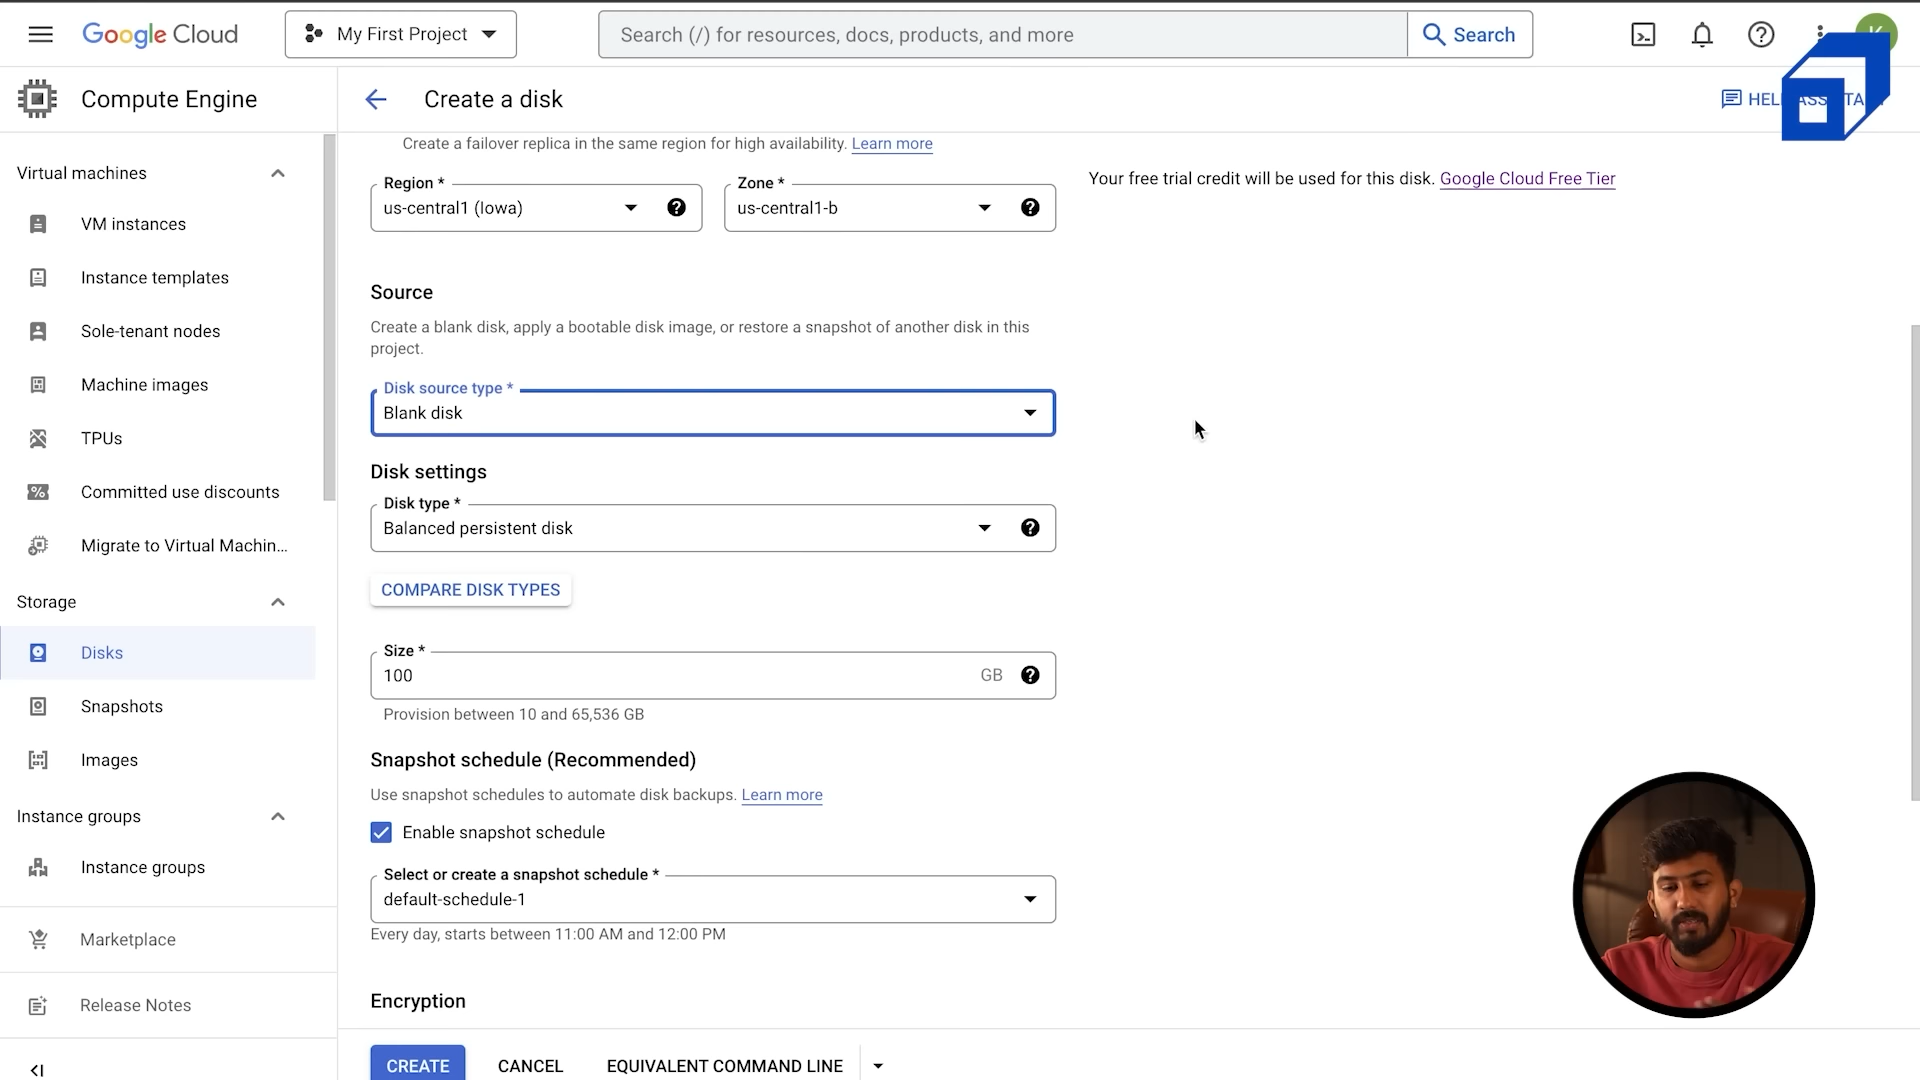 Google Cloud
My First Project
Search (/) for resources, docs, products, and more
Search
Compute Engine
Create a disk
Create a failover replica in the same region for high availability. Learn more
Virtual machines
VM instances
Instance templates
Sole-tenant nodes
Machine images
TPUs
Committed use discounts
Migrate to Virtual Machin...
Storage
Disks
Snapshots
Images
Instance groups
Instance groups
Marketplace
Release Notes
Region *
us-central1 (Iowa)
Zone *
us-central1-b
Your free trial credit will be used for this disk. Google Cloud Free Tier
Source
Create a blank disk, apply a bootable disk image, or restore a snapshot of another disk in this
project.
Disk source type *
Blank disk
Disk settings
Disk type *
Balanced persistent disk
COMPARE DISK TYPES
Size *
100
GB
Provision between 10 and 65,536 GB
Snapshot schedule (Recommended)
Use snapshot schedules to automate disk backups. Learn more
Enable snapshot schedule
Select or create a snapshot schedule *
default-schedule-1
Every day, starts between 11:00 AM and 12:00 PM
Encryption
CREATE
CANCEL
EQUIVALENT COMMAND LINE